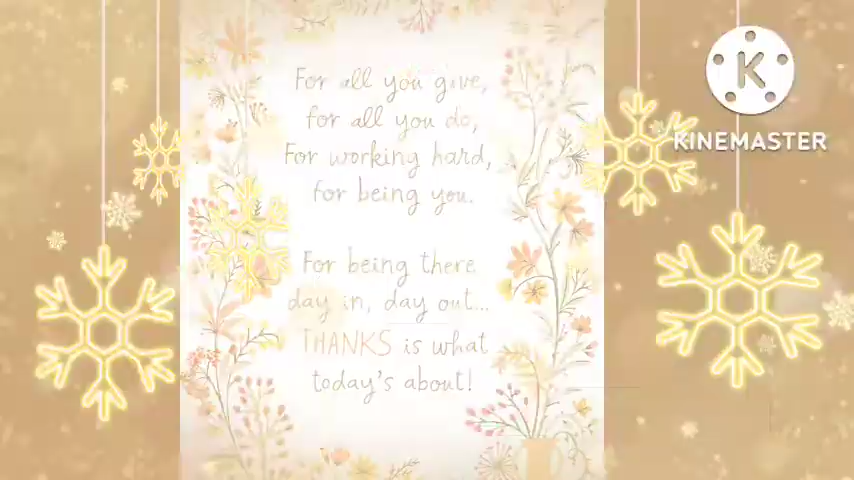 For all you give,
for all you do,
For working hard,
for being you.
For being there
day in, day out...
THANKS is what
today's about!
K
KINEMASTER